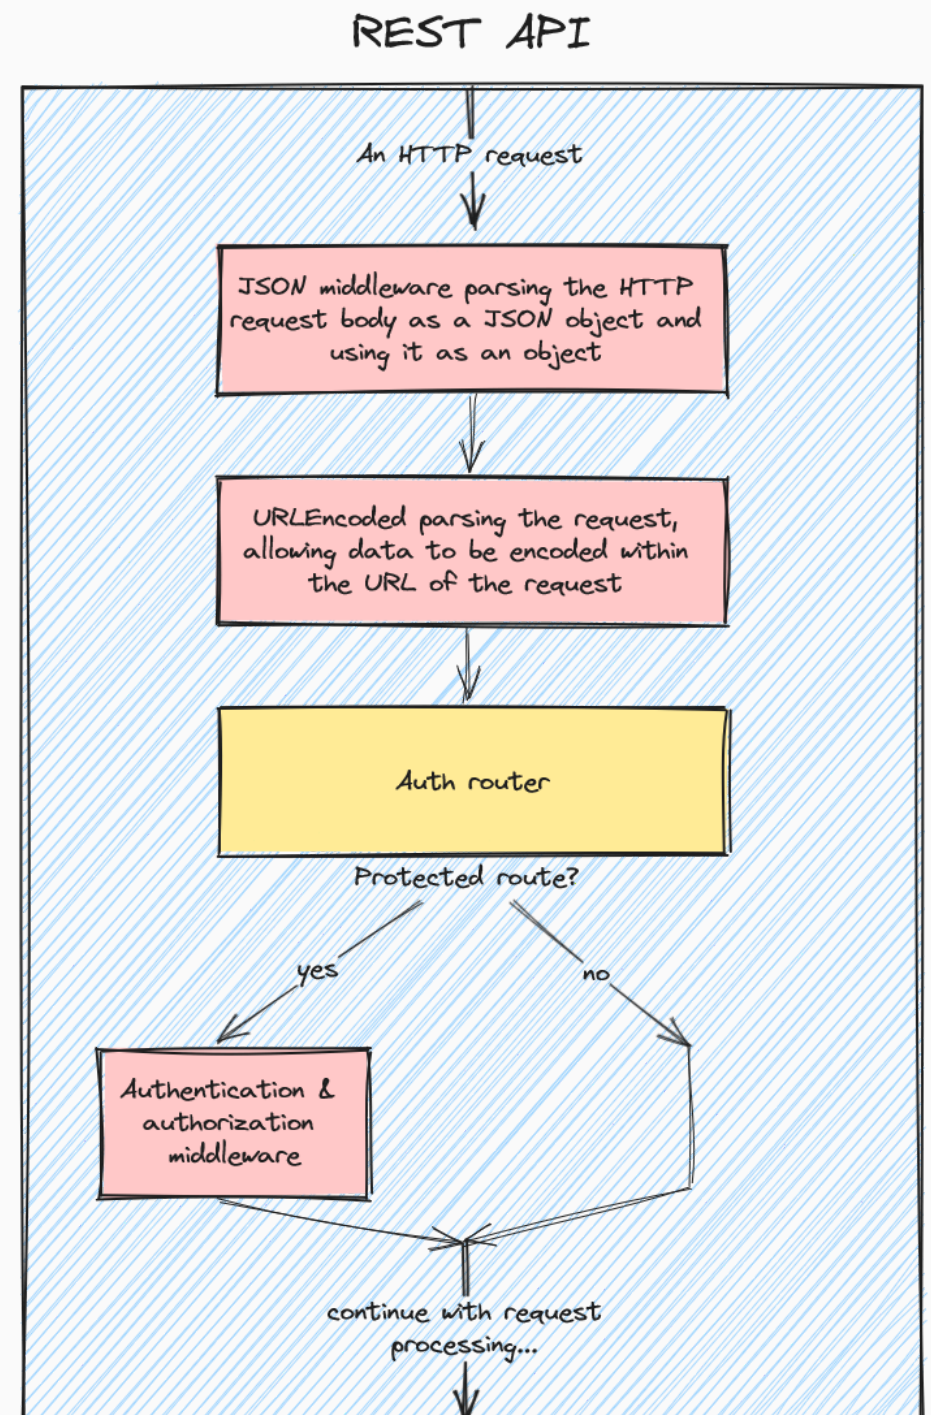 REST API
An HTTP request
JSON middleware parsing the HTTP
request body as a JSON object and
using it as an object
URLEncoded parsing the request,
allowing data to be encoded within
the URL of the request
Auth router
Protected route?
yes
no
Authentication &
authorization
middleware
continue with request
processing...